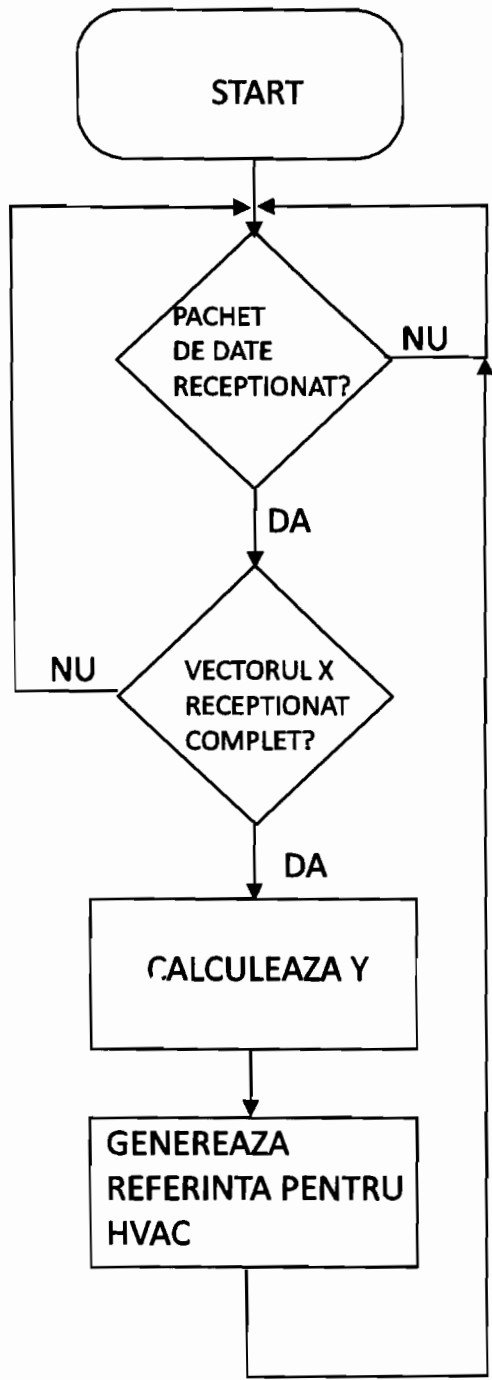 START
PACHET
DE DATE
RECEPTIONAT?
NU
DA
NU
VECTORUL X
RECEPTIONAT
COMPLET?
DA
CALCULEAZA Y
GENEREAZA
REFERINTA PENTRU
HVAC